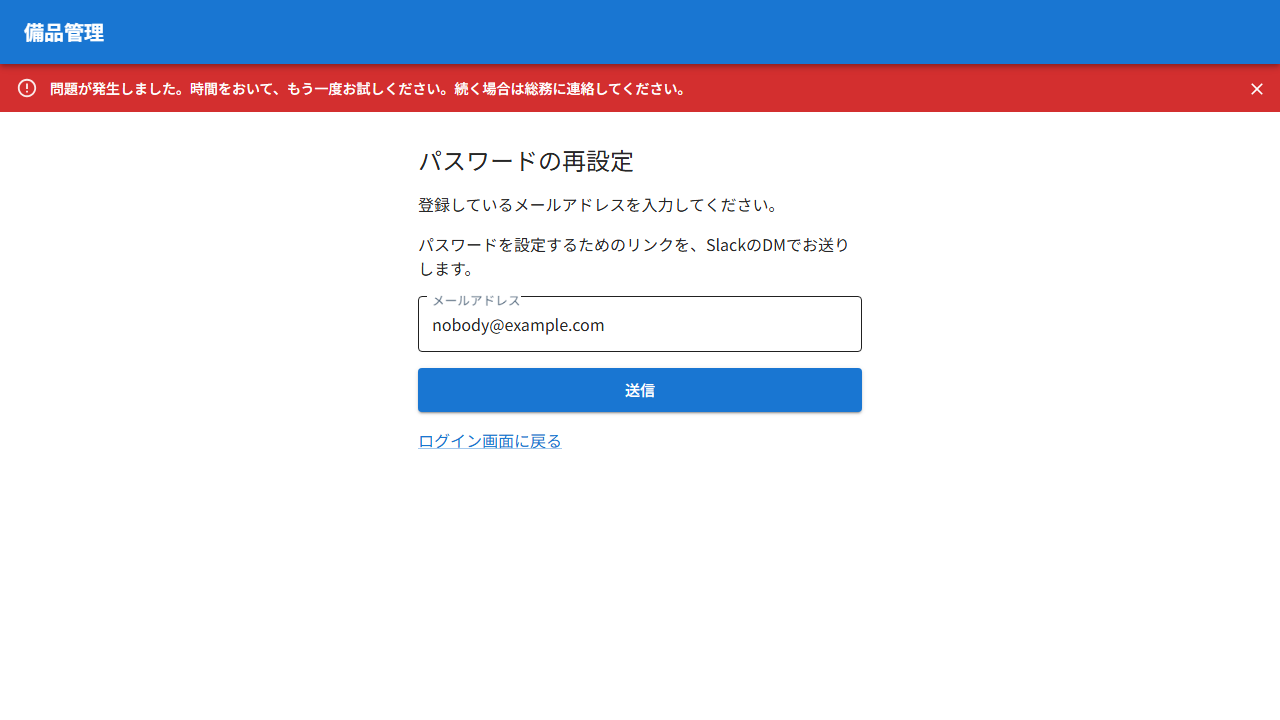 備品管理
問題が発生しました。時間をおいて、もう一度お試しください。続く場合は総務に連絡してください。
パスワードの再設定
登録しているメールアドレスを入力してください。
パスワードを設定するためのリンクを、SlackのDMでお送り
します。
メールアドレス
nobody@example.com
送信
ログイン画面に戻る